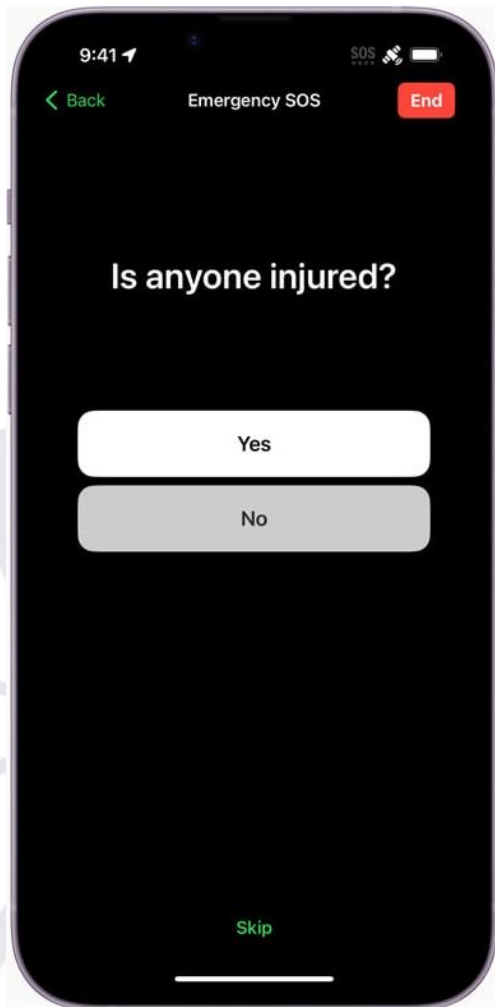 9:41
SOS
Back
Emergency SOS
End
Is anyone injured?
Yes
No
Skip